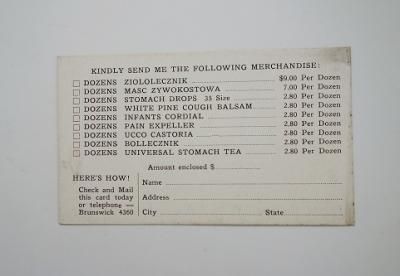 KINDLY SEND ME THE FOLLOWING MERCHANDISE:
DOZENS ZIOLOLECZNIK $9.00 Per Dozen
DOZENS MASC ZYWOKOSTOWA 7.00 Per Dozen
DOZENS STOMACH DROPS 35 Size 2.80 Per Dozen
DOZENS WHITE PINE COUGH BALSAM 2.80 Per Dozen
DOZENS INFANTS CORDIAL 2.80 Per Dozen
DOZENS PAIN EXPELLER 2.80 Per Dozen
DOZENS UCCO CASTORIA 2.80 Per Dozen
DOZENS BOLLECZNIK 2.80 Per Dozen
DOZENS UNIVERSAL STOMACH TEA 2.80 Per Dozen
Amount enclosed $
HERE'S HOW!
Check and Mail
this card today
or telephone —
Brunswick 4360
Name
Address
City State